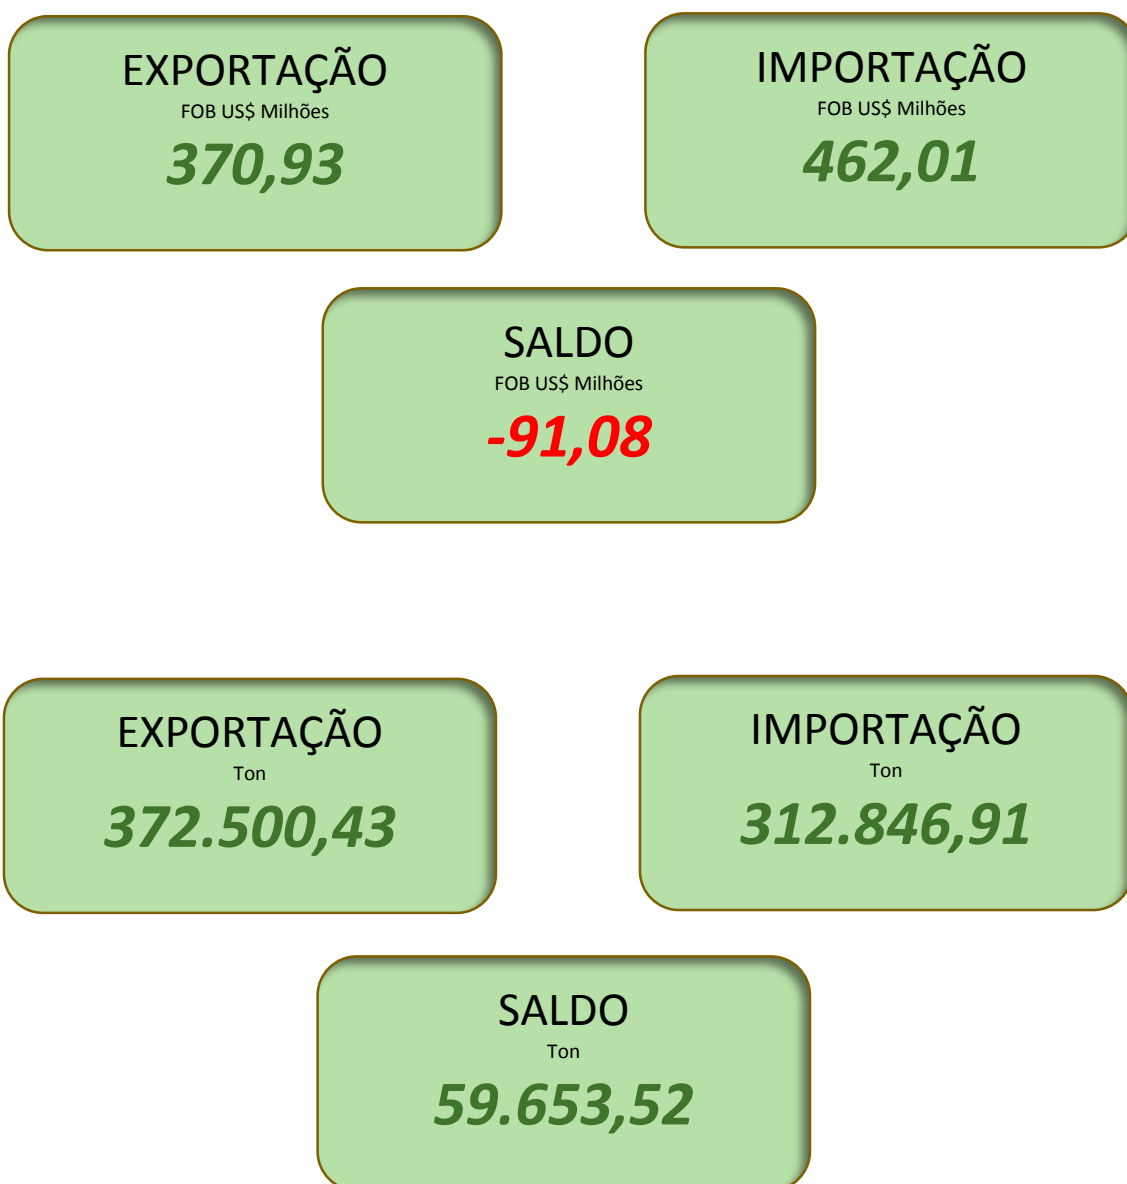 EXPORTAÇÃO
FOB US$ Milhões
370,93
IMPORTAÇÃO
FOB US$ Milhões
462,01
SALDO
FOB US$ Milhões
-91,08
EXPORTAÇÃO
Ton
372.500,43
IMPORTAÇÃO
Ton
312.846,91
SALDO
Ton
59.653,52